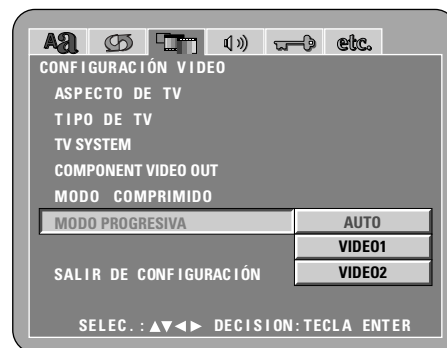 Aa etc.
CONFIGURACIÓN VIDEO
ASPECTO DE TV
TIPO DE TV
TV SYSTEM
COMPONENT VIDEO OUT
MODO COMPRIMIDO
MODO PROGRESIVA AUTO
VIDEO1
SALIR DE CONFIGURACIÓN VIDEO2
SELEC.:▲▼◀▶ DECISION:TECLA ENTER